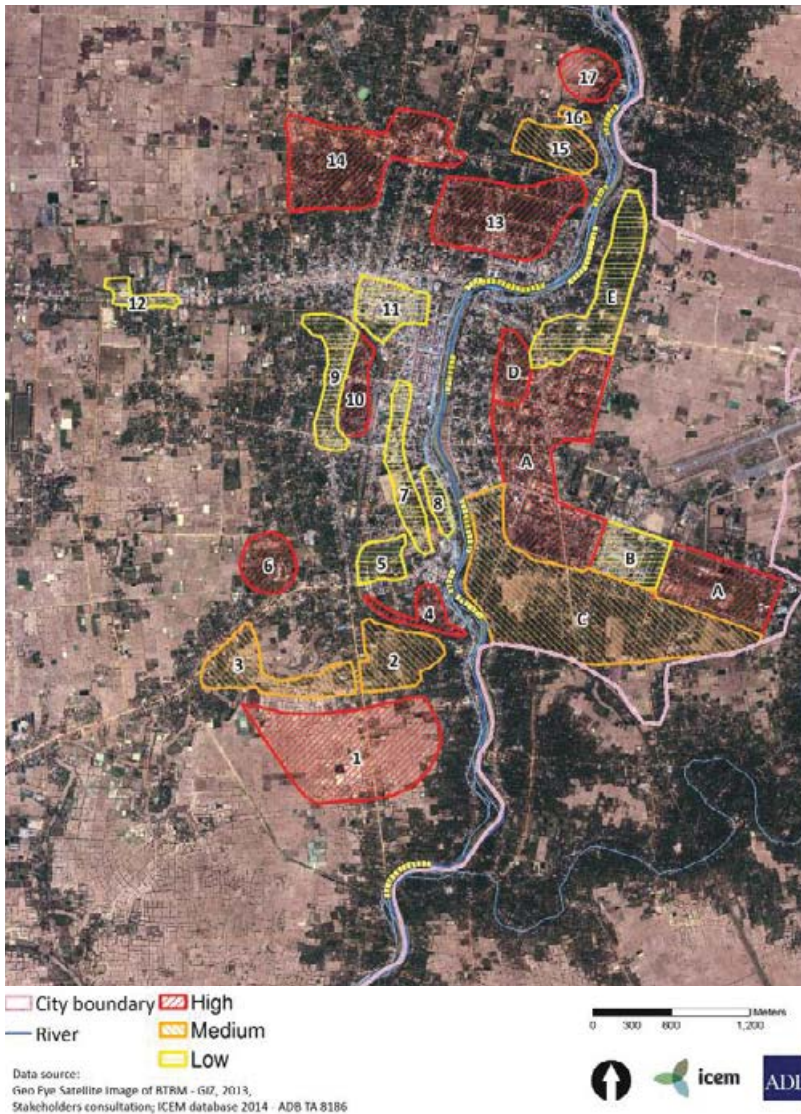 17
16
15
14
13
E
12
11
D
9
10
A
7
8
B
6
5
A
C
4
3
2
1
City boundary
High
River
Medium
Low
0 300 600 1,200 Meters
Data source:
Geo Eye Satellite Image of BTBM - GIZ, 2013,
Stakeholders consultation; ICEM database 2014 - ADB TA 8186
icem
ADB